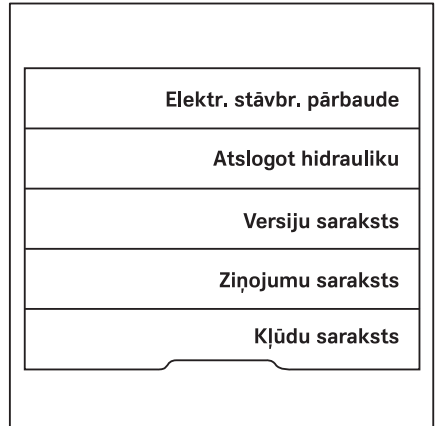 Elektr. stāvbr. pārbaude
Atslogot hidrauliku
Versiju saraksts
Ziņojumu saraksts
Kļūdu saraksts